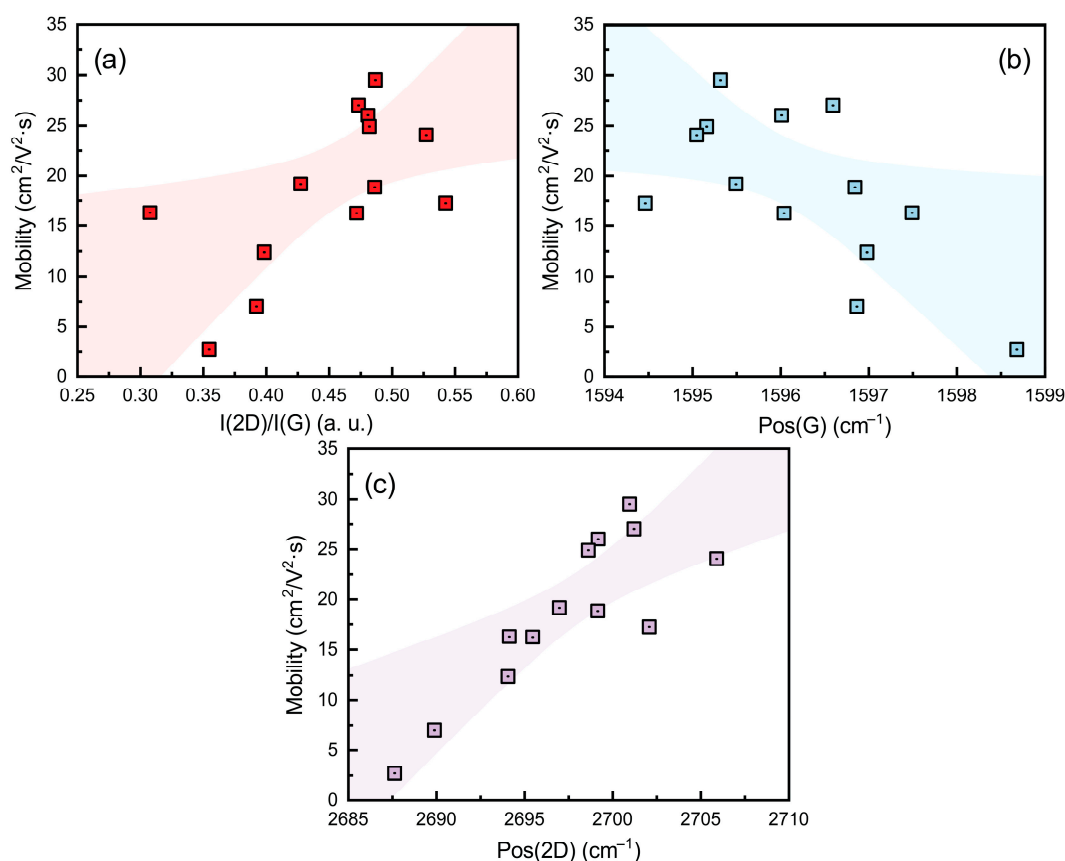 (a)
Mobility (cm²/V²·s)
35
30
25
20
15
10
5
0
0.25 0.30 0.35 0.40 0.45 0.50 0.55 0.60
I(2D)/I(G) (a. u.)
(b)
Mobility (cm²/V²·s)
35
30
25
20
15
10
5
0
1594 1595 1596 1597 1598 1599
Pos(G) (cm⁻¹)
(c)
Mobility (cm²/V²·s)
35
30
25
20
15
10
5
0
2685 2690 2695 2700 2705 2710
Pos(2D) (cm⁻¹)